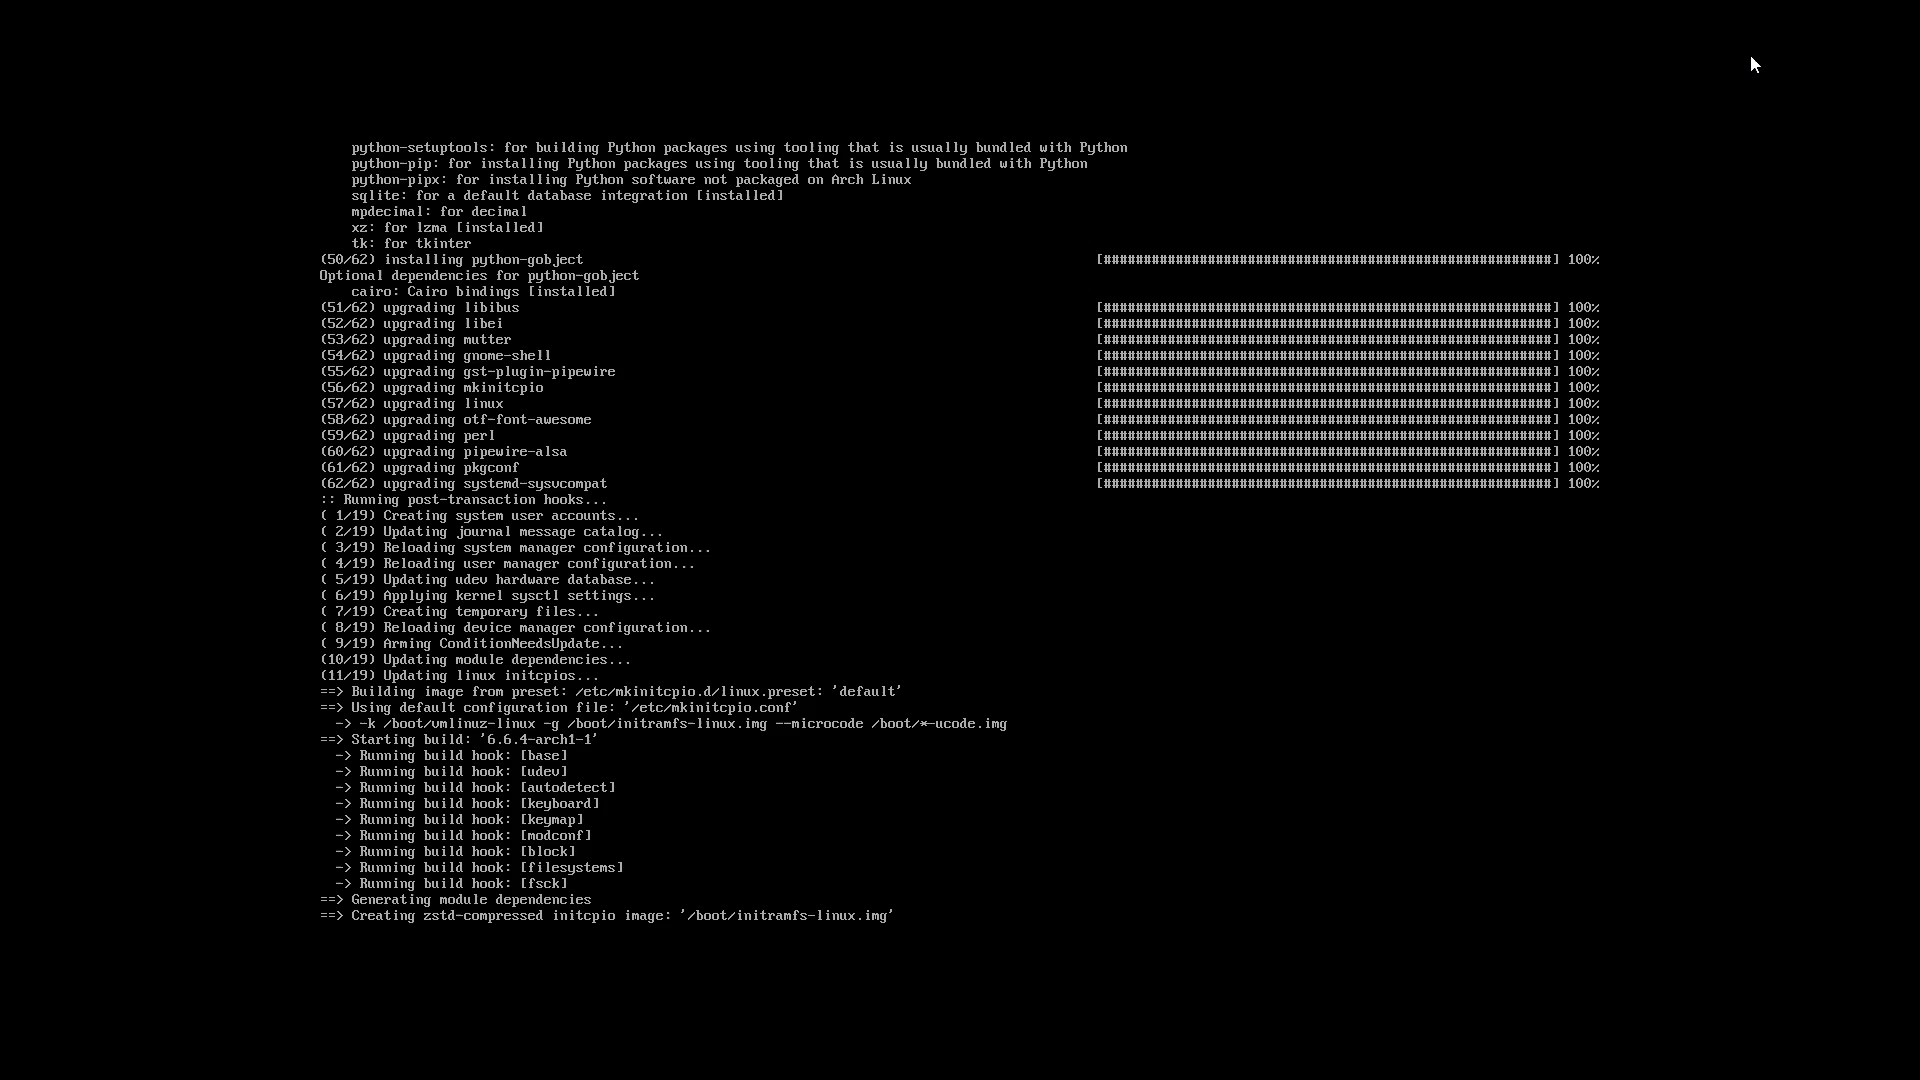 python-setuptools: for building Python packages using tooling that is usually bundled with Python
python-pip: for installing Python packages using tooling that is usually bundled with Python
python-pipx: for installing Python software not packaged on Arch Linux
sqlite: for a default database integration [installed]
mpdecimal: for decimal
xz: for lzma [installed]
tk: for tkinter
(50/62) installing python-gobject [########################################################] 100%
Optional dependencies for python-gobject
cairo: Cairo bindings [installed]
(51/62) upgrading libibus [########################################################] 100%
(52/62) upgrading libei [########################################################] 100%
(53/62) upgrading mutter [########################################################] 100%
(54/62) upgrading gnome-shell [########################################################] 100%
(55/62) upgrading gst-plugin-pipewire [########################################################] 100%
(56/62) upgrading mkinitcpio [########################################################] 100%
(57/62) upgrading linux [########################################################] 100%
(58/62) upgrading otf-font-awesome [########################################################] 100%
(59/62) upgrading perl [########################################################] 100%
(60/62) upgrading pipewire-alsa [########################################################] 100%
(61/62) upgrading pkgconf [########################################################] 100%
(62/62) upgrading systemd-sysvcompat [########################################################] 100%
:: Running post-transaction hooks...
( 1/19) Creating system user accounts...
( 2/19) Updating journal message catalog...
( 3/19) Reloading system manager configuration...
( 4/19) Reloading user manager configuration...
( 5/19) Updating udev hardware database...
( 6/19) Applying kernel sysctl settings...
( 7/19) Creating temporary files...
( 8/19) Reloading device manager configuration...
( 9/19) Arming ConditionNeedsUpdate...
(10/19) Updating module dependencies...
(11/19) Updating linux initcpios...
==> Building image from preset: /etc/mkinitcpio.d/linux.preset: 'default'
==> Using default configuration file: '/etc/mkinitcpio.conf'
-> -k /boot/vmlinuz-linux -g /boot/initramfs-linux.img --microcode /boot/*-ucode.img
==> Starting build: '6.6.4-arch1-1'
-> Running build hook: [base]
-> Running build hook: [udev]
-> Running build hook: [autodetect]
-> Running build hook: [keyboard]
-> Running build hook: [keymap]
-> Running build hook: [modconf]
-> Running build hook: [block]
-> Running build hook: [filesystems]
-> Running build hook: [fsck]
==> Generating module dependencies
==> Creating zstd-compressed initcpio image: '/boot/initramfs-linux.img'